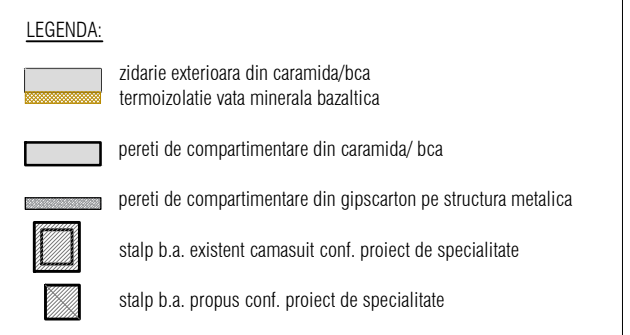 LEGENDA:
zidarie exterioara din caramida/bca
termoizolatie vata minerala bazaltica
pereti de compartimentare din caramida/ bca
pereti de compartimentare din gipscarton pe structura metalica
stalp b.a. existent camasuit conf. proiect de specialitate
stalp b.a. propus conf. proiect de specialitate